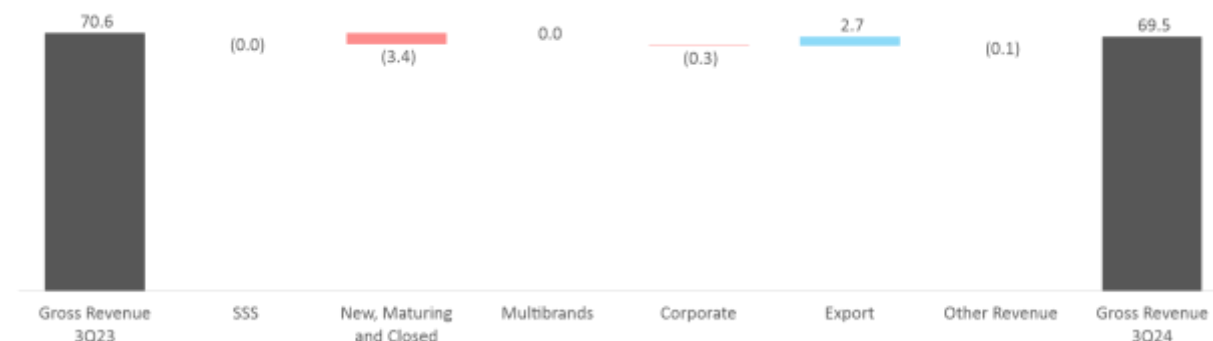 70.6
(0.0)
(3.4)
0.0
(0.3)
2.7
(0.1)
69.5
Gross Revenue
3Q23
SSS
New, Maturing
and Closed
Multibrands
Corporate
Export
Other Revenue
Gross Revenue
3Q24